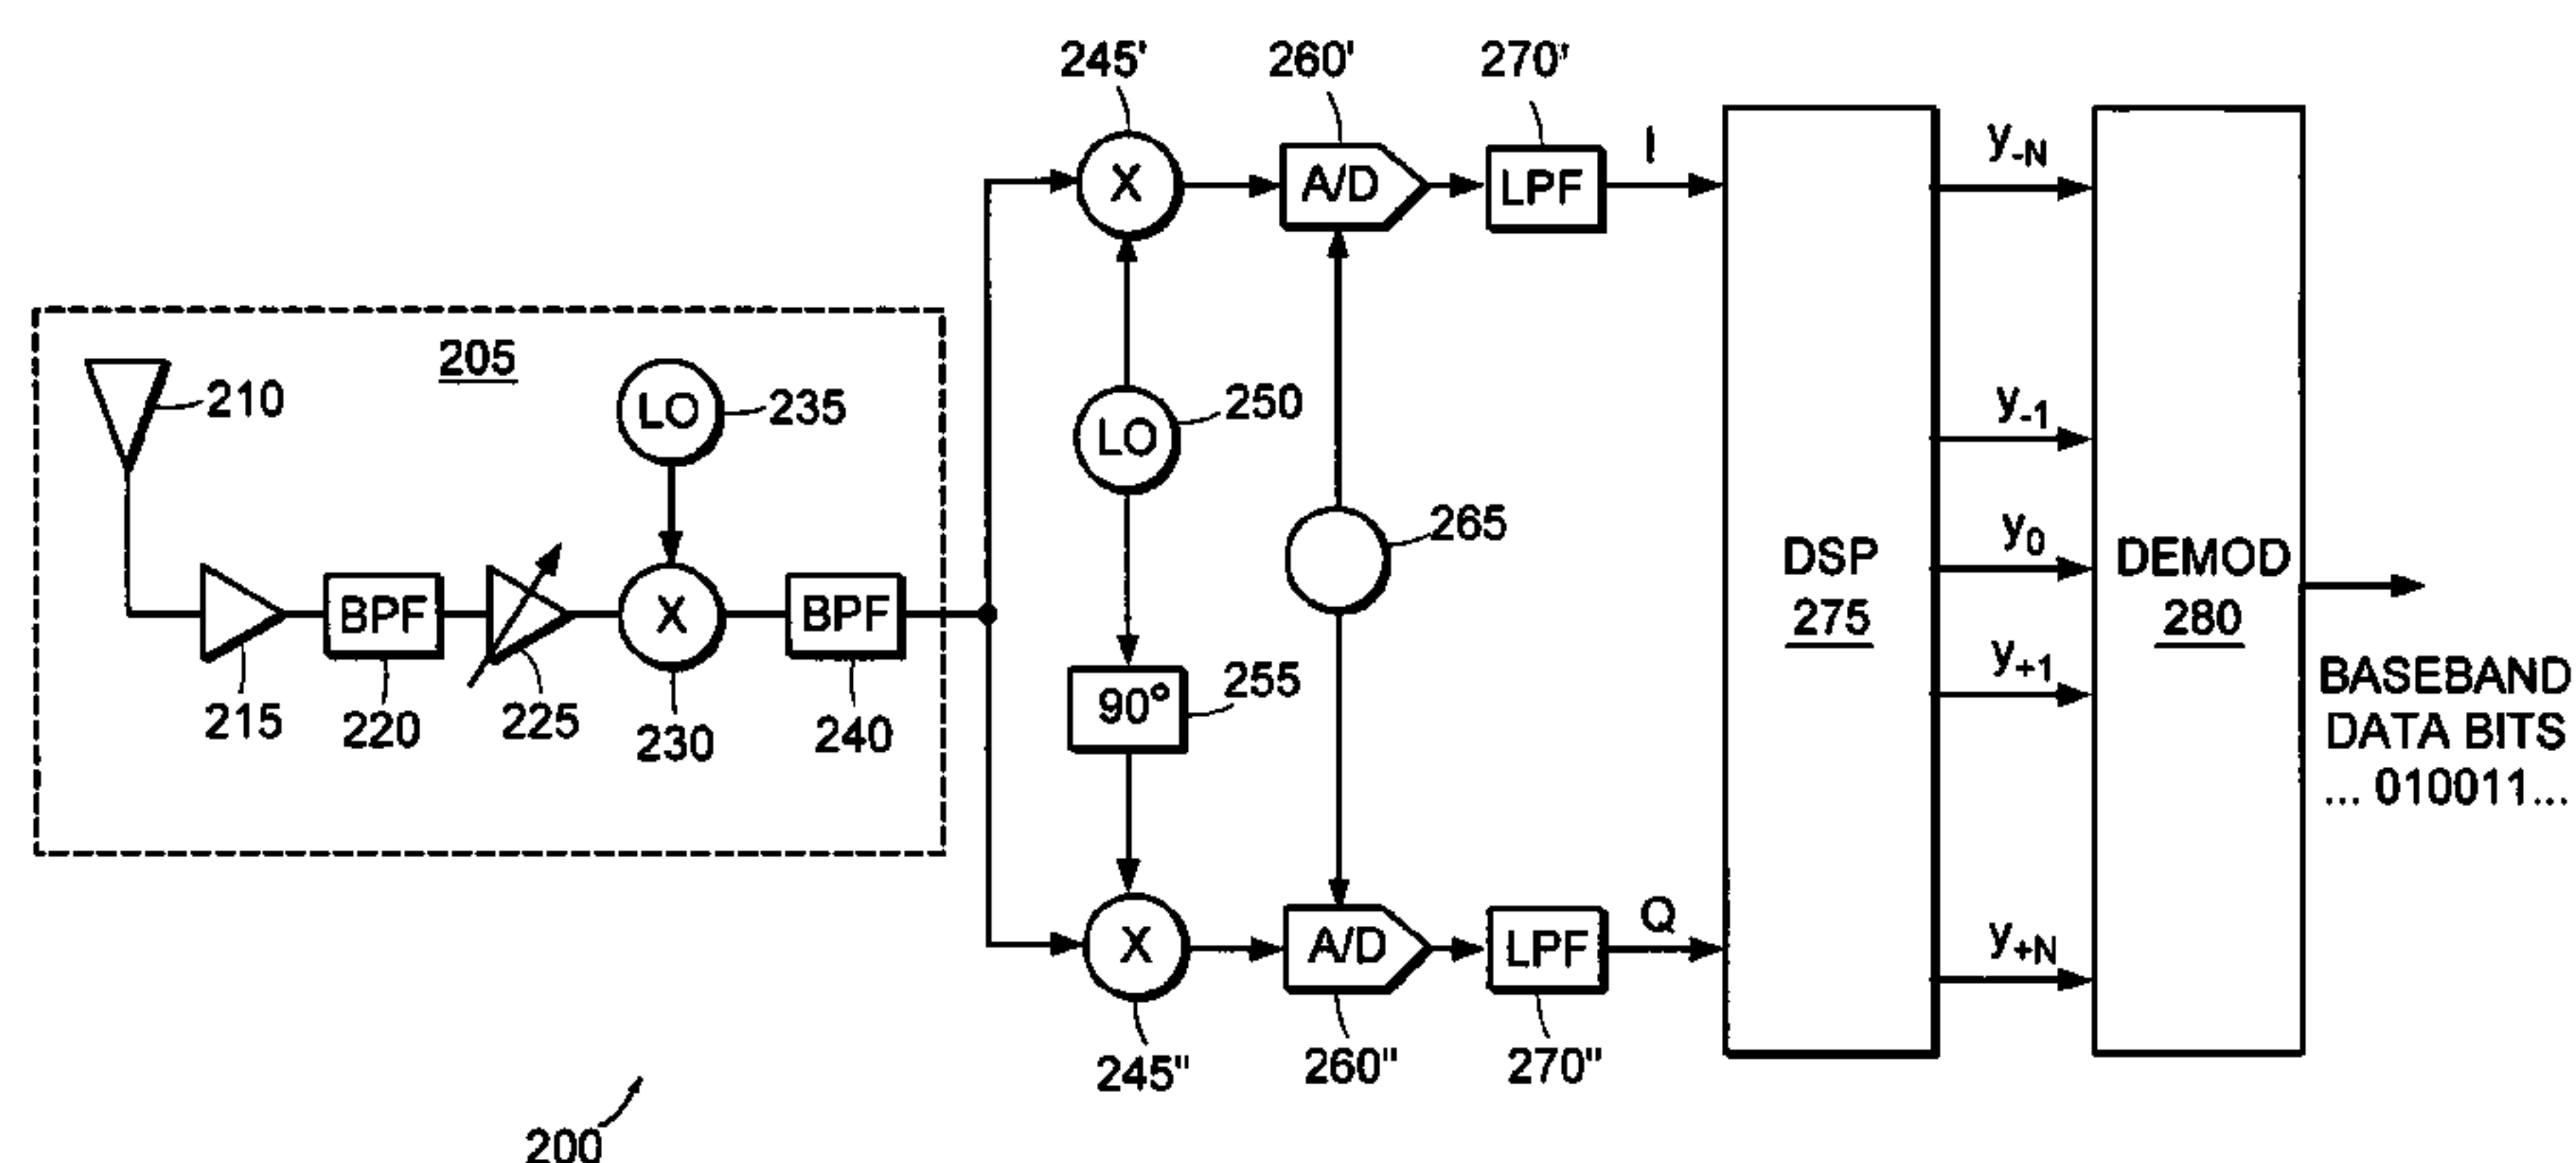 245' 260' 270'
X A/D LPF I
205
210
LO 235
LO 250
265
215
BPF
220
225
X
230
BPF
240
90° 255
X A/D LPF Q
245" 260" 270"
DSP
275
y-N
y-1
y0
y+1
y+N
DEMOD
280
BASEBAND
DATA BITS
... 010011...
200